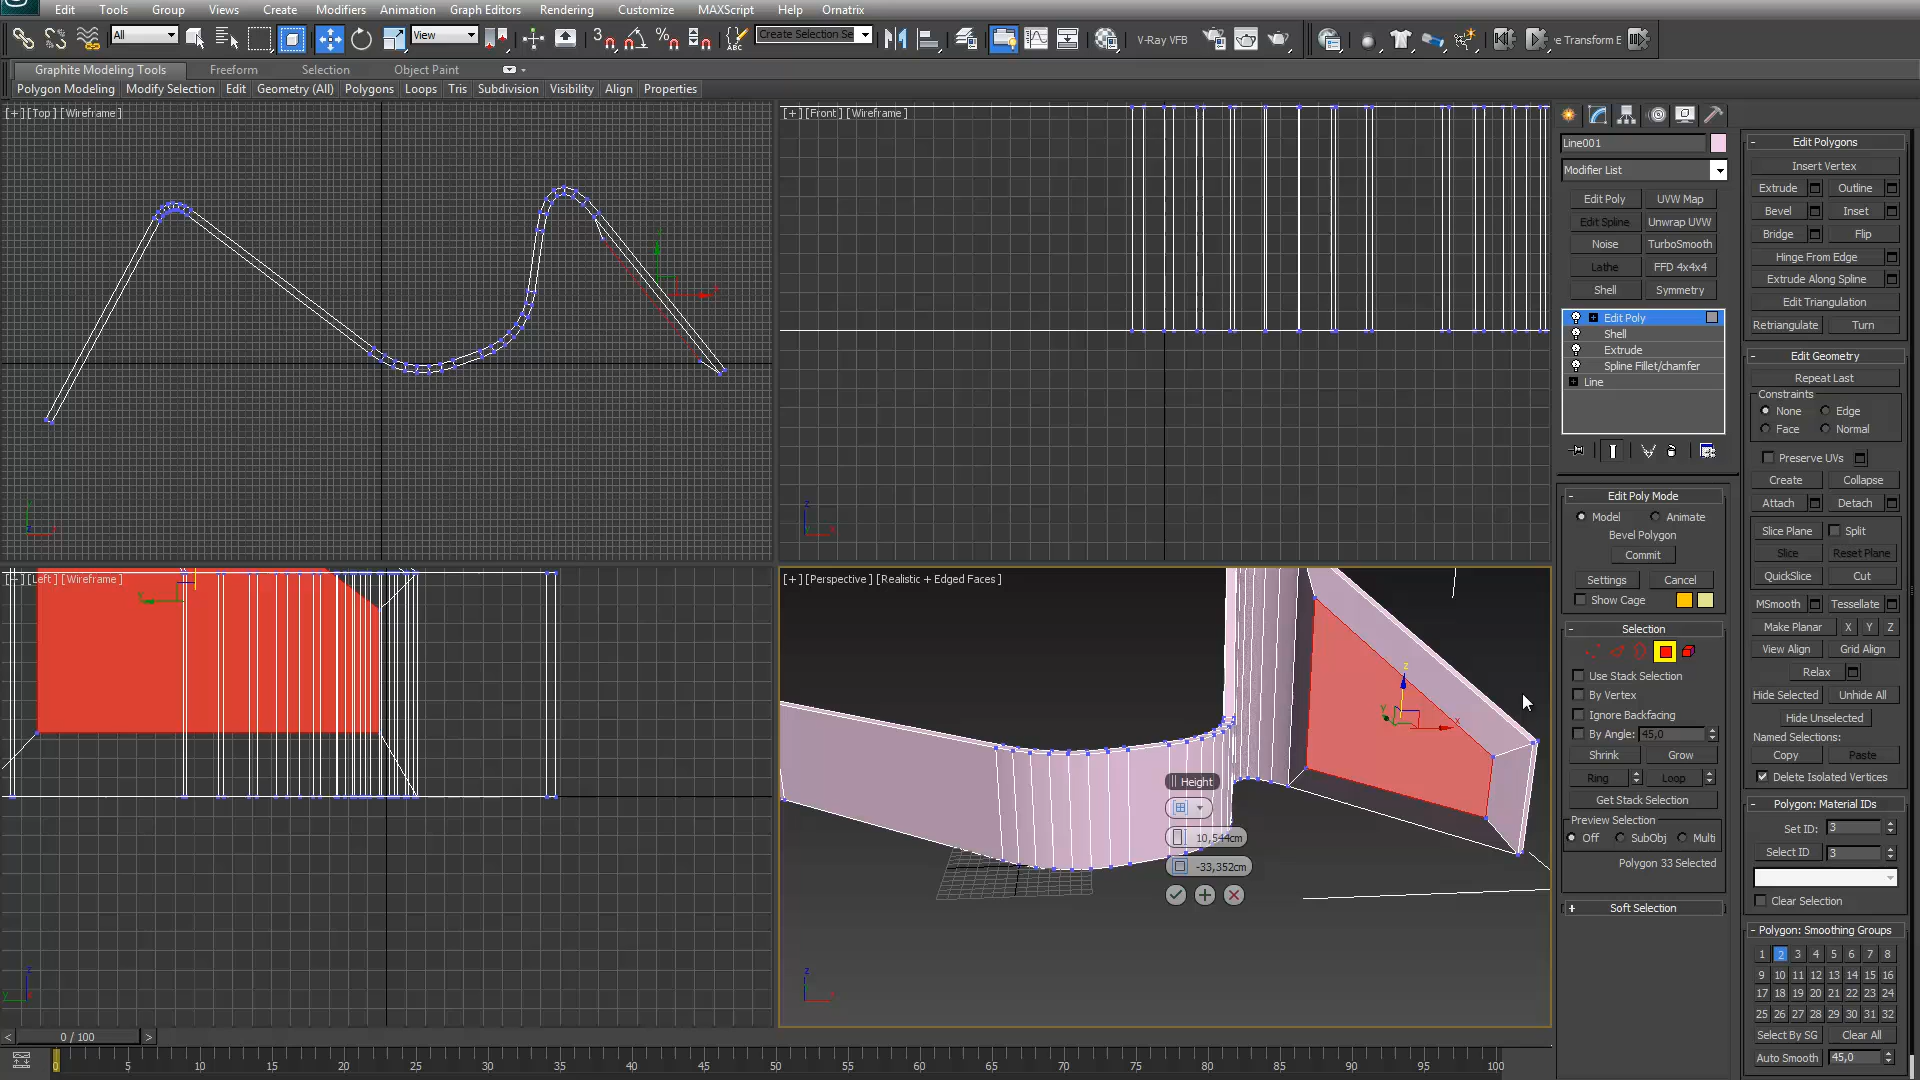 Edit Tools Group Views Create Modifiers Animation Graph Editors Rendering Customize MAXScript Help Ornatrix
All View 3 Create Selection Se V-Ray VFB e Transform E
Graphite Modeling Tools Freeform Selection Object Paint
Polygon Modeling Modify Selection Edit Geometry (All) Polygons Loops Tris Subdivision Visibility Align Properties
[+] [Top] [Wireframe]
[+] [Front] [Wireframe]
[Left] [Wireframe]
[+] [Perspective] [Realistic + Edged Faces]
Height
10,544cm
-33,352cm
Line001
Modifier List
Edit Poly UVW Map
Edit Spline Unwrap UVW
Noise TurboSmooth
Lathe FFD 4x4x4
Shell Symmetry
Edit Poly
Shell
Extrude
Spline Fillet/chamfer
Line
- Edit Poly Mode
Model Animate
Bevel Polygon
Commit
Settings Cancel
Show Cage
- Selection
Use Stack Selection
By Vertex
Ignore Backfacing
By Angle: 45,0
Shrink Grow
Ring Loop
Get Stack Selection
Preview Selection
Off SubObj Multi
Polygon 33 Selected
+ Soft Selection
- Edit Polygons
Insert Vertex
Extrude Outline
Bevel Inset
Bridge Flip
Hinge From Edge
Extrude Along Spline
Edit Triangulation
Retriangulate Turn
- Edit Geometry
Repeat Last
Constraints
None Edge
Face Normal
Preserve UVs
Create Collapse
Attach Detach
Slice Plane Split
Slice Reset Plane
QuickSlice Cut
MSmooth Tessellate
Make Planar X Y Z
View Align Grid Align
Relax
Hide Selected Unhide All
Hide Unselected
Named Selections:
Copy Paste
Delete Isolated Vertices
- Polygon: Material IDs
Set ID: 3
Select ID 3
Clear Selection
- Polygon: Smoothing Groups
1 2 3 4 5 6 7 8
9 10 11 12 13 14 15 16
17 18 19 20 21 22 23 24
25 26 27 28 29 30 31 32
Select By SG Clear All
Auto Smooth 45,0
< 0 / 100 >
0 5 10 15 20 25 30 35 40 45 50 55 60 65 70 75 80 85 90 95 100